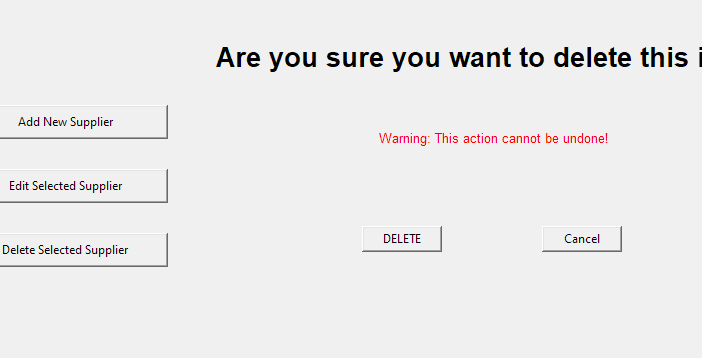 Are you sure you want to delete this
Add New Supplier
Warning: This action cannot be undone!
Edit Selected Supplier
DELETE
Cancel
Delete Selected Supplier